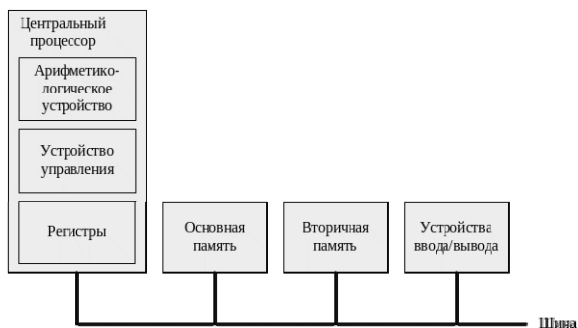 Центральный
процессор
Арифметико-
логическое
устройство
Устройство
управления
Регистры
Основная
память
Вторичная
память
Устройства
ввода/вывода
Шина